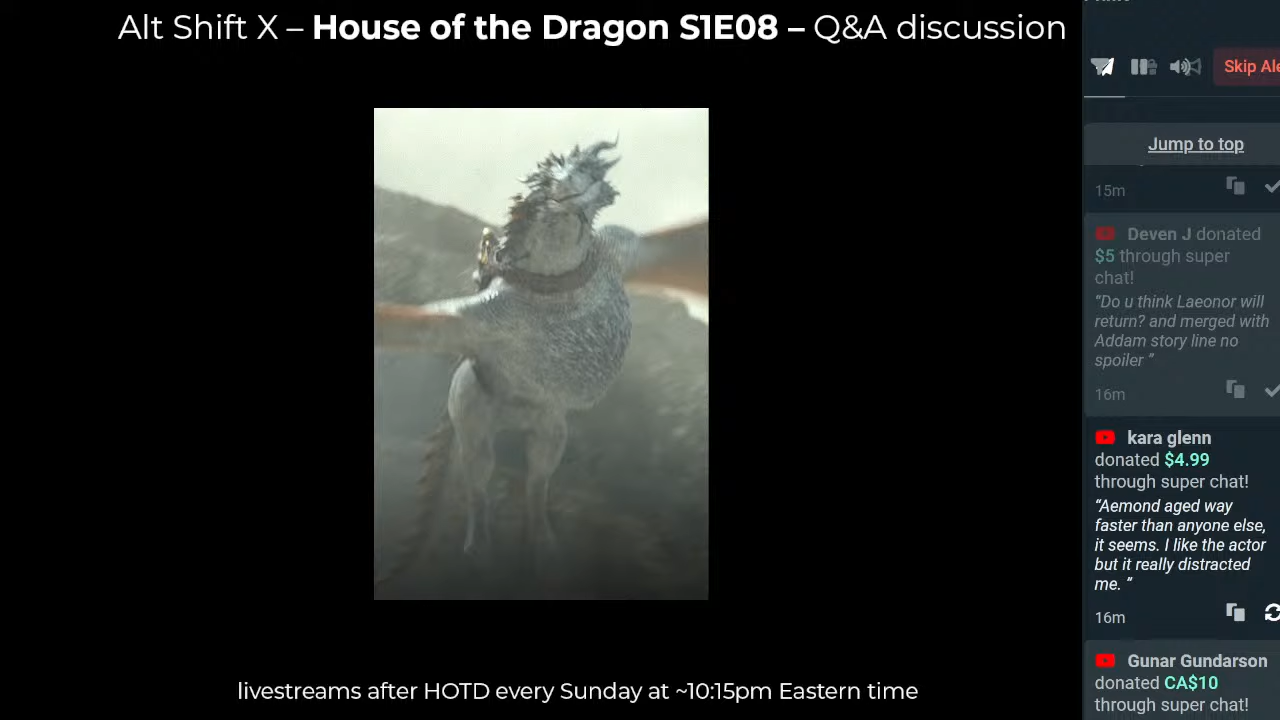 Alt Shift X – House of the Dragon S1E08 – Q&A discussion
Skip Ale
Jump to top
15m
Deven J donated
$5 through super
chat!
“Do u think Laeonor will
return? and merged with
Addam story line no
spoiler ”
16m
kara glenn
donated $4.99
through super chat!
“Aemond aged way
faster than anyone else,
it seems. I like the actor
but it really distracted
me. ”
16m
Gunar Gundarson
donated CA$10
through super chat!
livestreams after HOTD every Sunday at ~10:15pm Eastern time